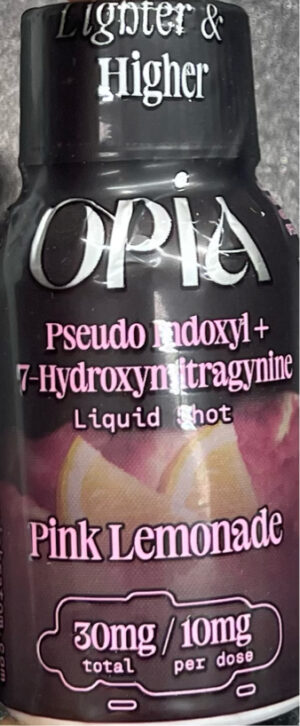 Lighter &
Higher
OPIA
Pseudo Indoxyl +
7-Hydroxymitragynine
Liquid Shot
Pink Lemonade
30mg / 10mg
total per dose